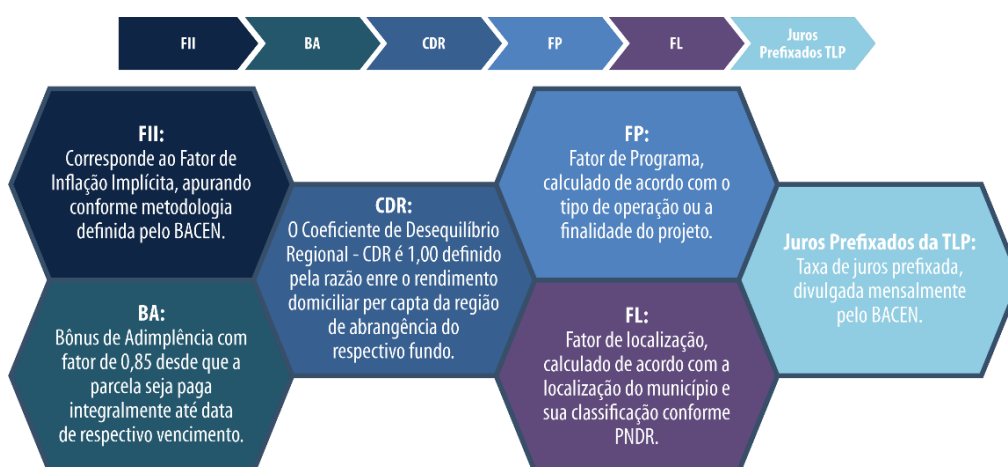 FII
BA
CDR
FP
FL
Juros
Prefixados TLP
FII:
Corresponde ao Fator de
Inflação Implícita, apurando
conforme metodologia
definida pelo BACEN.
BA:
Bônus de Adimplência com
fator de 0,85 desde que a
parcela seja paga
integralmente até data
de respectivo vencimento.
CDR:
O Coeficiente de Desequilíbrio
Regional - CDR é 1,00 definido
pela razão enre o rendimento
domiciliar per capta da região
de abrangência do
respectivo fundo.
FP:
Fator de Programa,
calculado de acordo com o
tipo de operação ou a
finalidade do projeto.
FL:
Fator de localização,
calculado de acordo com a
localização do município e
sua classificação conforme
PNDR.
Juros Prefixados da TLP:
Taxa de juros prefixada,
divulgada mensalmente
pelo BACEN.